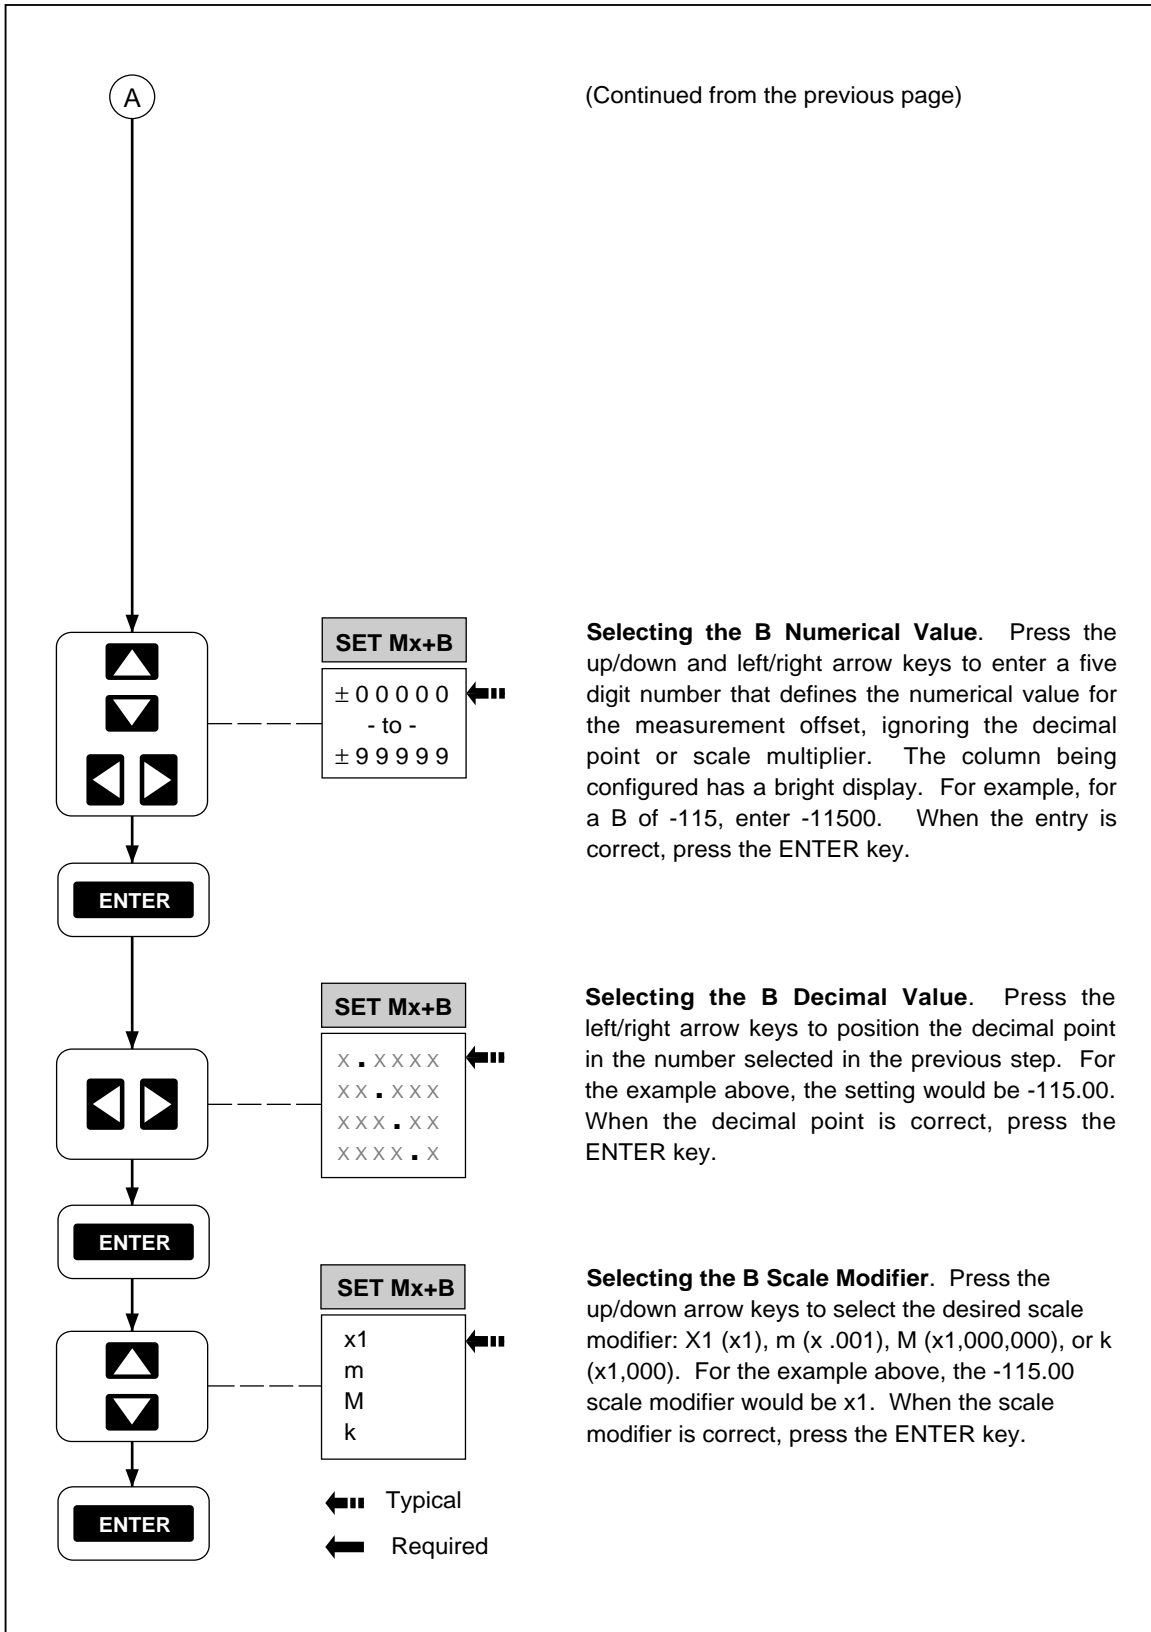 A
(Continued from the previous page)
SET Mx+B
±00000
- to -
±99999
Selecting the B Numerical Value. Press the
up/down and left/right arrow keys to enter a five
digit number that defines the numerical value for
the measurement offset, ignoring the decimal
point or scale multiplier. The column being
configured has a bright display. For example, for
a B of -115, enter -11500. When the entry is
correct, press the ENTER key.
ENTER
SET Mx+B
x.xxxx
xx.xxx
xxx.xx
xxxx.x
Selecting the B Decimal Value. Press the
left/right arrow keys to position the decimal point
in the number selected in the previous step. For
the example above, the setting would be -115.00.
When the decimal point is correct, press the
ENTER key.
ENTER
SET Mx+B
x1
m
M
k
Selecting the B Scale Modifier. Press the
up/down arrow keys to select the desired scale
modifier: X1 (x1), m (x .001), M (x1,000,000), or k
(x1,000). For the example above, the -115.00
scale modifier would be x1. When the scale
modifier is correct, press the ENTER key.
ENTER
Typical
Required